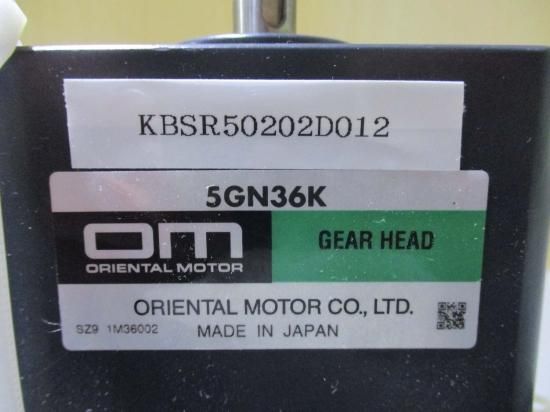 KBSR50202D012
5GN36K
OM
ORIENTAL MOTOR
GEAR HEAD
ORIENTAL MOTOR CO., LTD.
SZ9 1M36002
MADE IN JAPAN